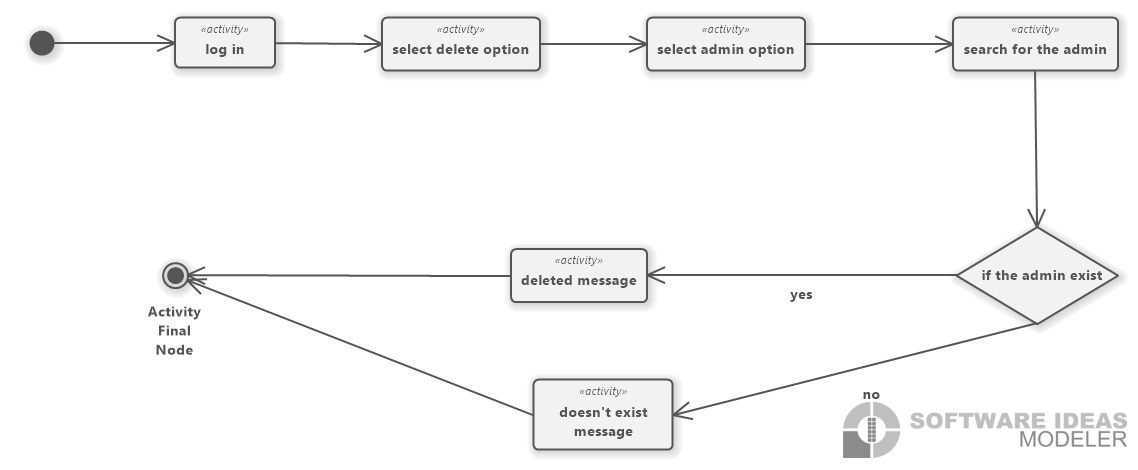 «activity»
log in
«activity»
select delete option
«activity»
select admin option
«activity»
search for the admin
if the admin exist
yes
«activity»
deleted message
Activity
Final
Node
no
«activity»
doesn't exist
message
SOFTWARE IDEAS
MODELER